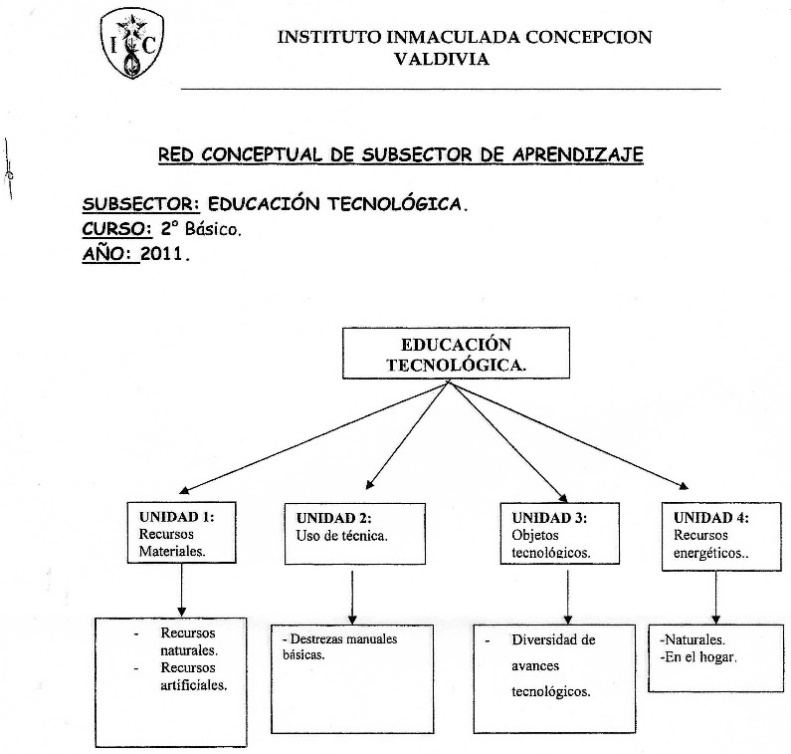 I C
INSTITUTO INMACULADA CONCEPCION
VALDIVIA
RED CONCEPTUAL DE SUBSECTOR DE APRENDIZAJE
SUBSECTOR: EDUCACIÓN TECNOLÓGICA.
CURSO: 2° Básico.
AÑO: 2011.
EDUCACIÓN
TECNOLÓGICA.
UNIDAD 1:
Recursos
Materiales.
UNIDAD 2:
Uso de técnica.
UNIDAD 3:
Objetos
tecnológicos.
UNIDAD 4:
Recursos
energéticos..
- Recursos
naturales.
- Recursos
artificiales.
- Destrezas manuales
básicas.
- Diversidad de
avances
tecnológicos.
-Naturales.
-En el hogar.